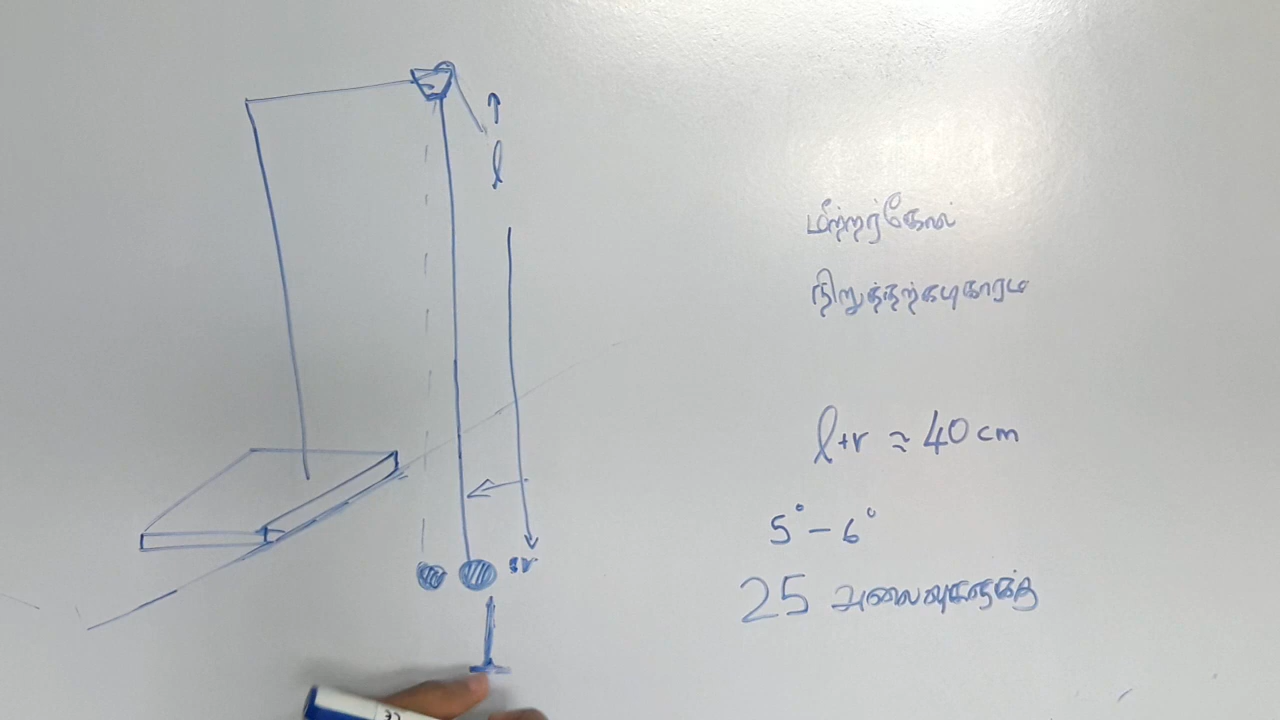 l
r
மீற்றர்கோல்
நிறுத்தற்கடிகாரம்
l+r ≈ 40 cm
5° – 6°
25 அலைவுகளுக்கு